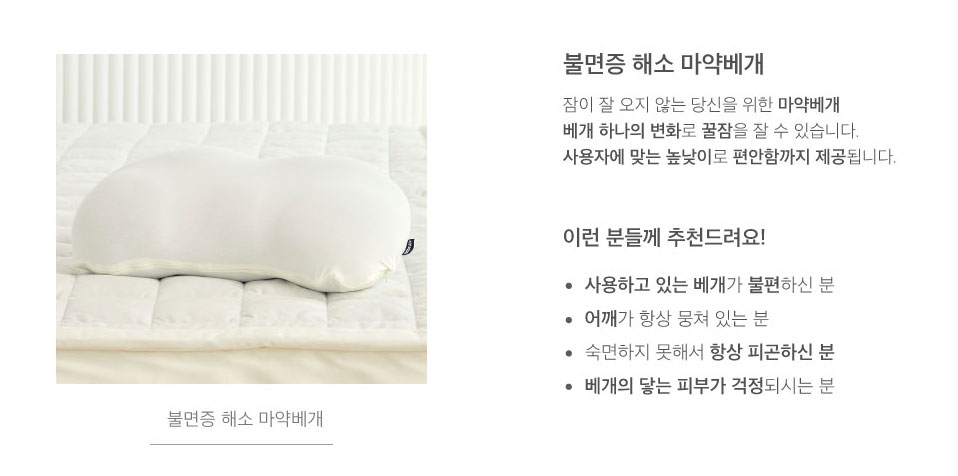 불면증 해소 마약베개
잠이 잘 오지 않는 당신을 위한 마약베개
베개 하나의 변화로 꿀잠을 잘 수 있습니다.
사용자에 맞는 높낮이로 편안함까지 제공됩니다.
이런 분들께 추천드려요!
• 사용하고 있는 베개가 불편하신 분
• 어깨가 항상 뭉쳐 있는 분
• 숙면하지 못해서 항상 피곤하신 분
• 베개의 닿는 피부가 걱정되시는 분
불면증 해소 마약베개